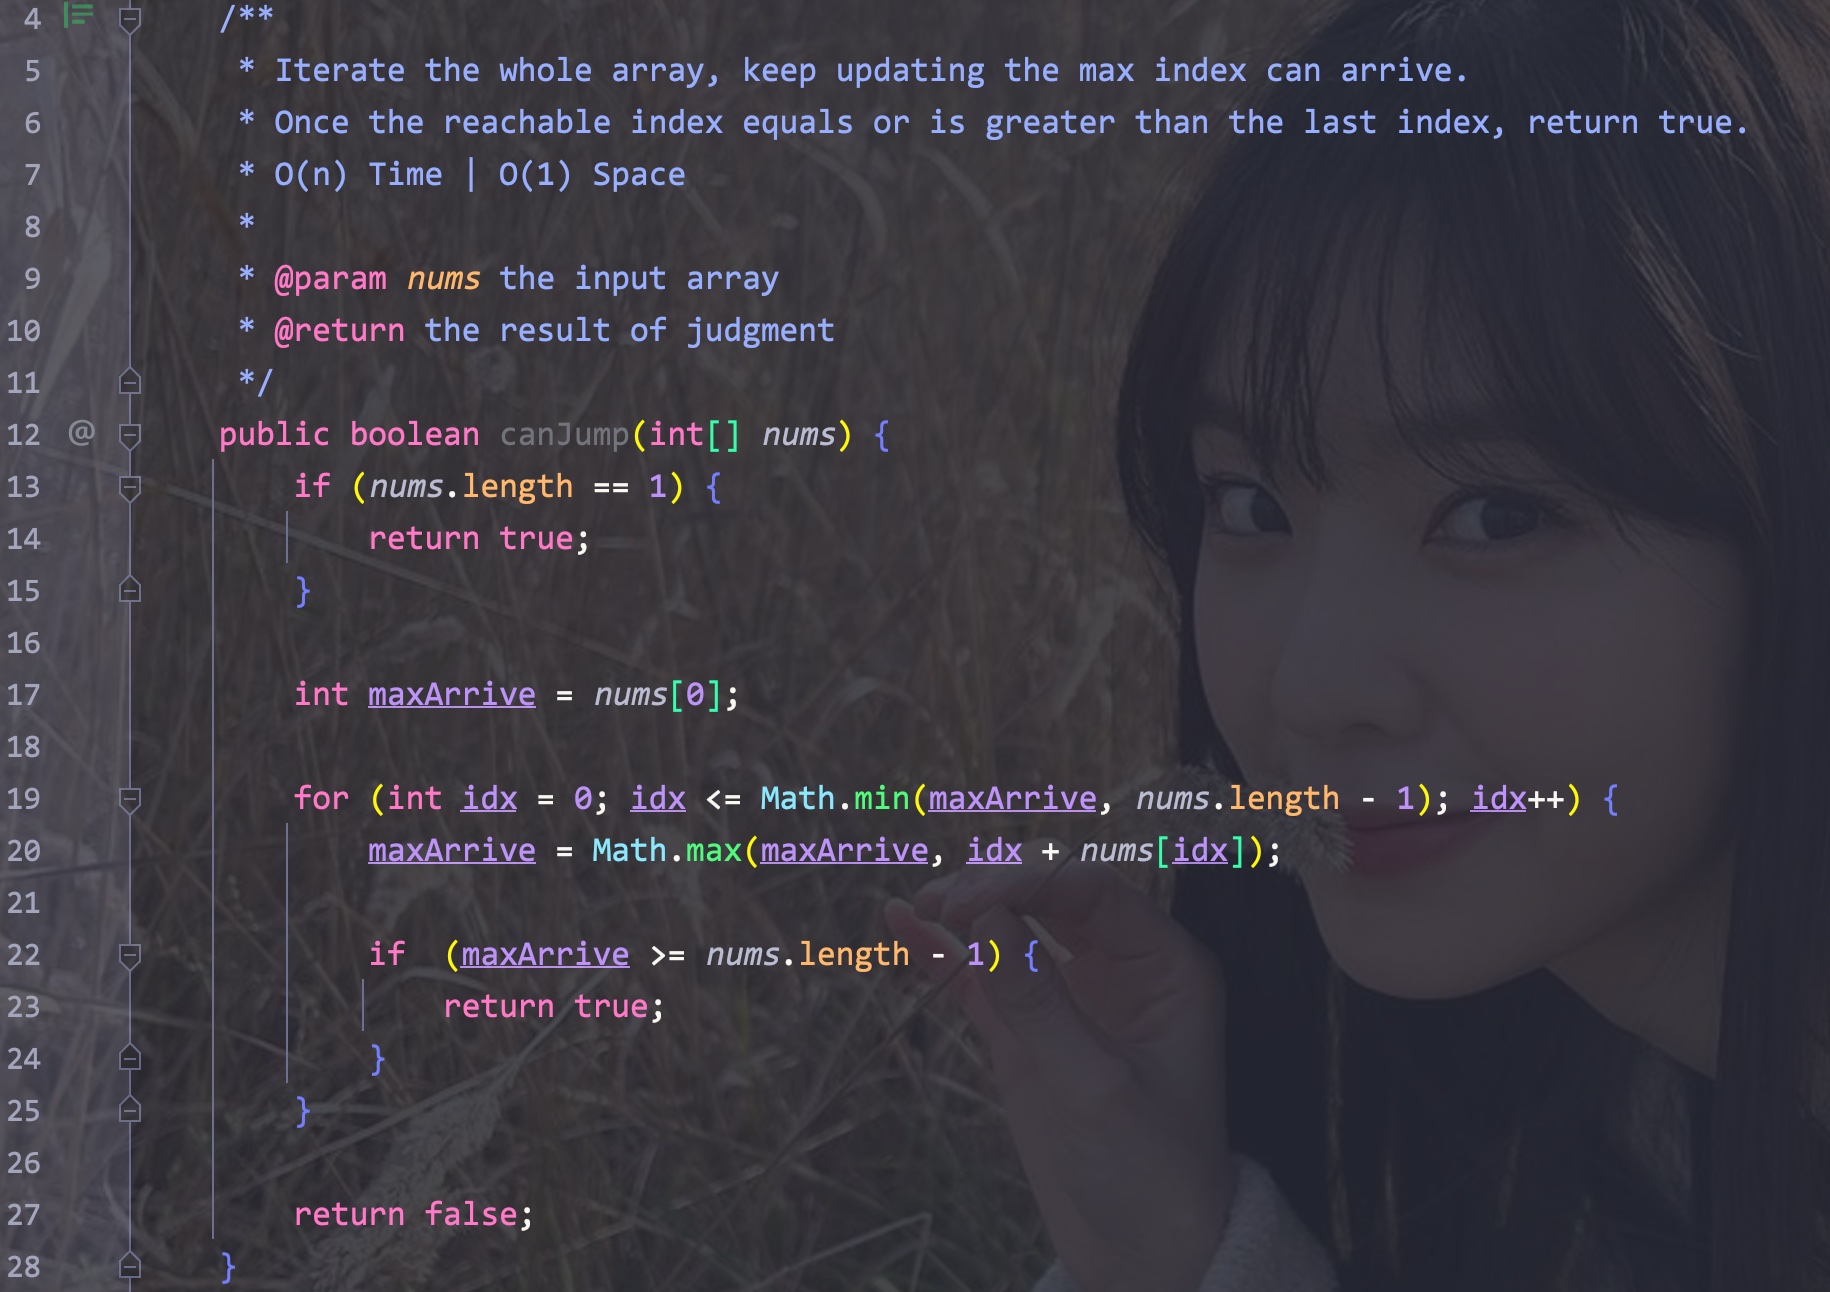 4 /**
5 * Iterate the whole array, keep updating the max index can arrive.
6 * Once the reachable index equals or is greater than the last index, return true.
7 * O(n) Time | O(1) Space
8 *
9 * @param nums the input array
10 * @return the result of judgment
11 */
12 @ public boolean canJump(int[] nums) {
13 if (nums.length == 1) {
14 return true;
15 }
16
17 int maxArrive = nums[0];
18
19 for (int idx = 0; idx <= Math.min(maxArrive, nums.length - 1); idx++) {
20 maxArrive = Math.max(maxArrive, idx + nums[idx]);
21
22 if  (maxArrive >= nums.length - 1) {
23 return true;
24 }
25 }
26
27 return false;
28 }